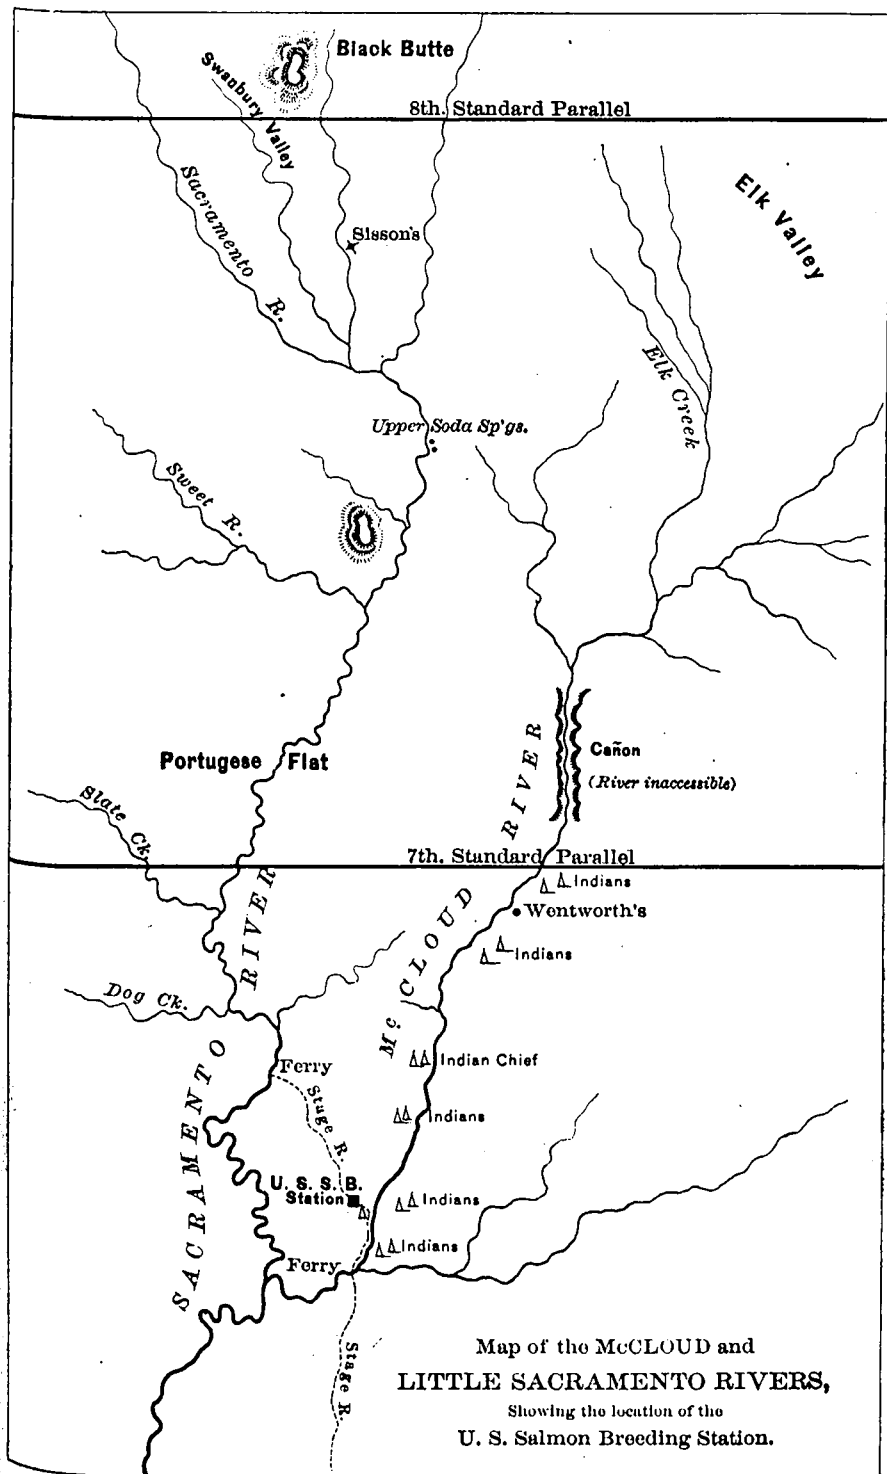 Black Butte
Swanbury Valley
8th. Standard Parallel
Elk Valley
Sacramento R.
Sisson's
Elk Creek
Upper Soda Sp'gs.
Sweet R.
Cañon
(River inaccessible)
Portugese Flat
Slate Ck.
7th. Standard Parallel
Indians
Wentworth's
Indians
McCLOUD RIVER
Dog Ck.
Indian Chief
Ferry
Stage R.
Indians
SACRAMENTO RIVER
U. S. S. B.
Station
Indians
Indians
Ferry
Stage R.
Map of the McCLOUD and
LITTLE SACRAMENTO RIVERS,
Showing the location of the
U. S. Salmon Breeding Station.